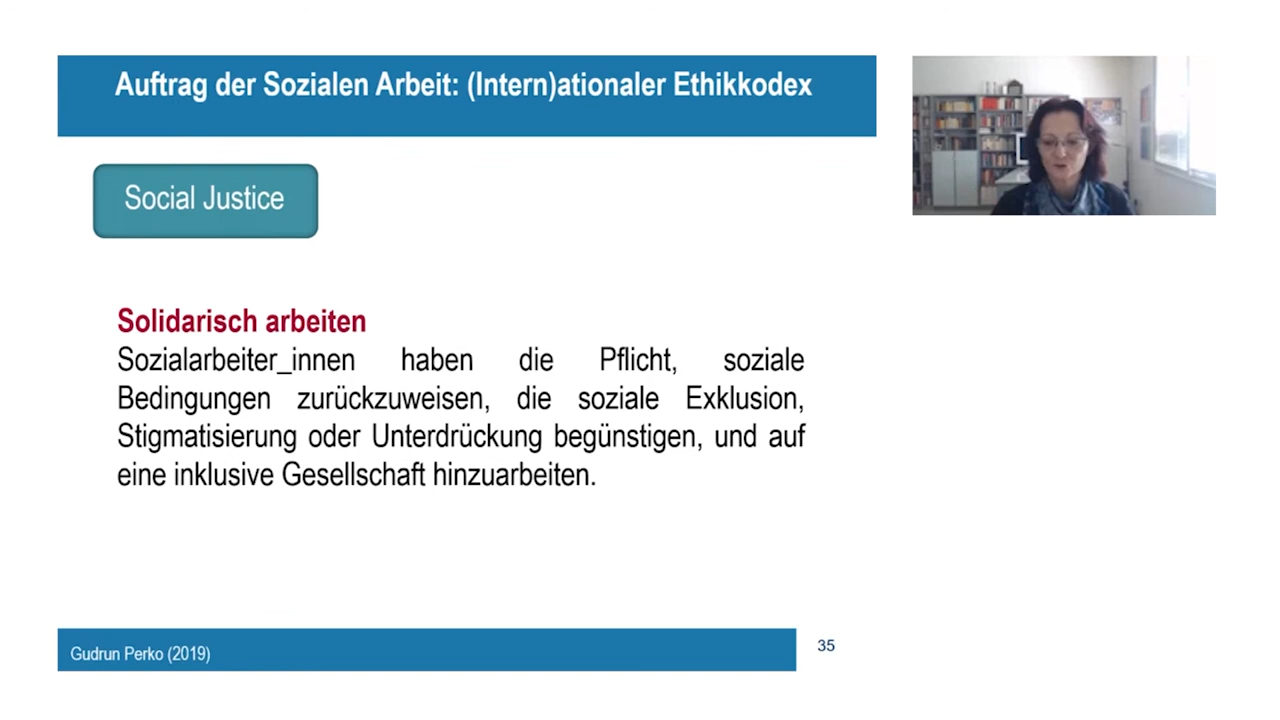 Auftrag der Sozialen Arbeit: (Intern)ationaler Ethikkodex
Social Justice
Solidarisch arbeiten
Sozialarbeiter_innen haben die Pflicht, soziale
Bedingungen zurückzuweisen, die soziale Exklusion,
Stigmatisierung oder Unterdrückung begünstigen, und auf
eine inklusive Gesellschaft hinzuarbeiten.
Gudrun Perko (2019)
35